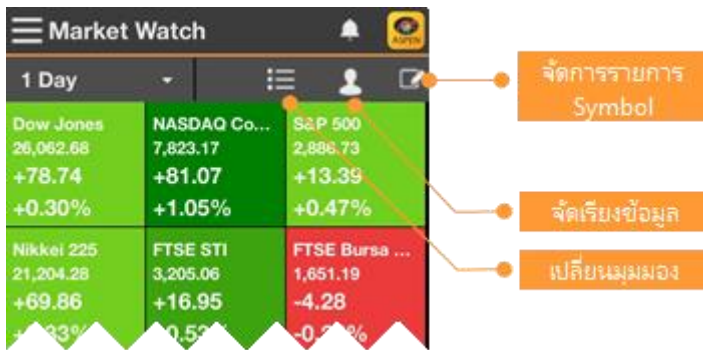 Market Watch
ASPEN
1 Day
จัดการรายการ
Symbol
Dow Jones
26,062.68
+78.74
+0.30%
NASDAQ Co...
7,823.17
+81.07
+1.05%
S&P 500
2,886.73
+13.39
+0.47%
จัดเรียงข้อมูล
เปลี่ยนมุมมอง
Nikkei 225
21,204.28
+69.86
FTSE STI
3,205.06
+16.95
FTSE Bursa ...
1,651.19
-4.28